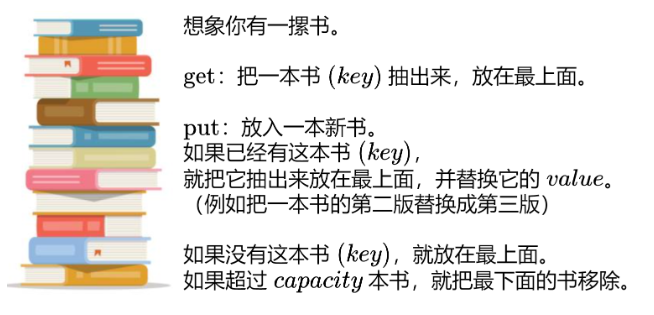 想象你有一摞书。
get：把一本书 (key) 抽出来，放在最上面。
put：放入一本新书。
如果已经有这本书 (key)，
就把它抽出来放在最上面，并替换它的 value。
（例如把一本书的第二版替换成第三版）
如果没有这本书 (key)，就放在最上面。
如果超过 capacity 本书，就把最下面的书移除。